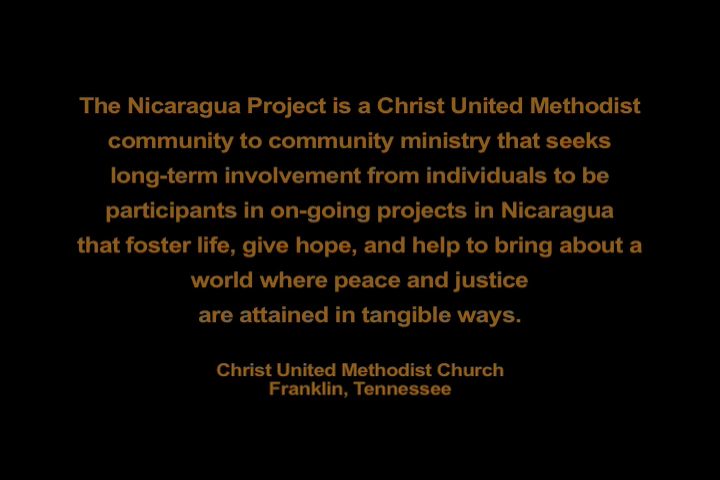 The Nicaragua Project is a Christ United Methodist
community to community ministry that seeks
long-term involvement from individuals to be
participants in on-going projects in Nicaragua
that foster life, give hope, and help to bring about a
world where peace and justice
are attained in tangible ways.
Christ United Methodist Church
Franklin, Tennessee